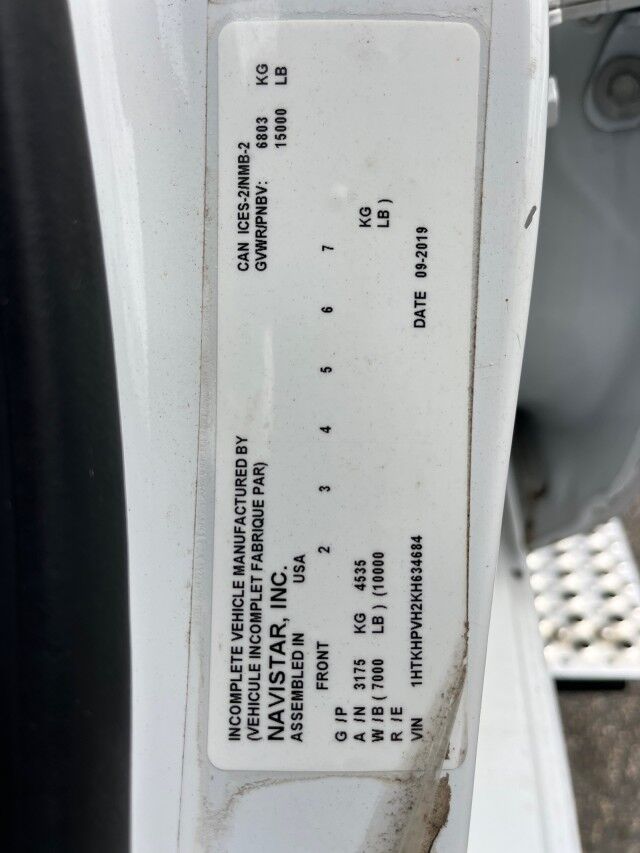 INCOMPLETE VEHICLE MANUFACTURED BY
(VEHICULE INCOMPLET FABRIQUE PAR)
NAVISTAR, INC.
ASSEMBLED IN USA
CAN ICES-2/NMB-2
GVWR/PNBV: 6803 KG
15000 LB
FRONT 2 3 4 5 6 7
G /P
A /N 3175 KG 4535 KG
W /B ( 7000 LB ) (10000 LB )
R /E
VIN 1HTKHPVH2KH634684 DATE 09-2019